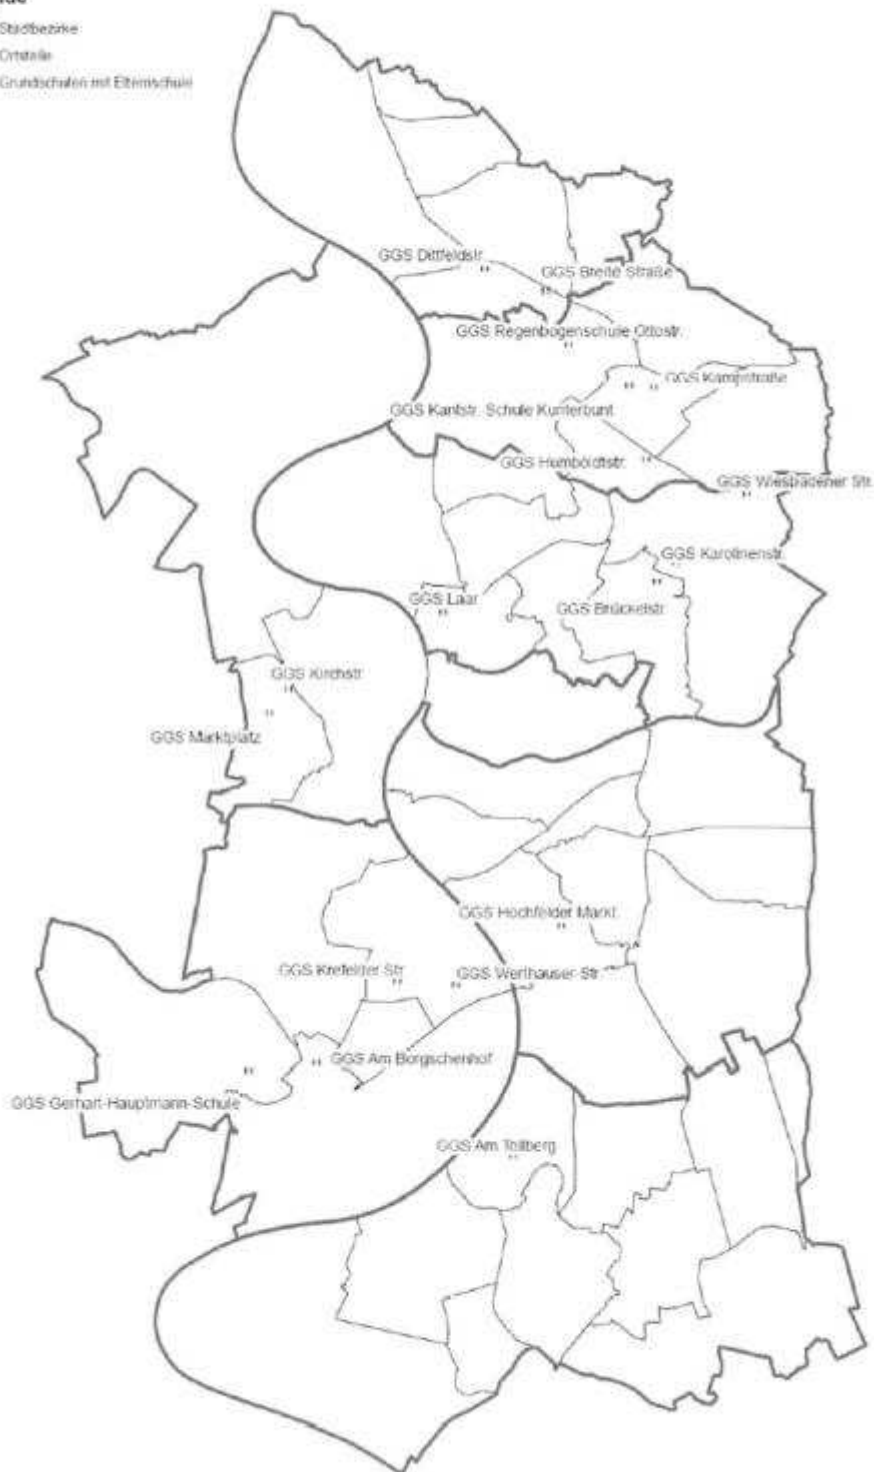 Stadtbezirke
Ortsteile
Grundschulen mit Elternschule
GGS Dittfeldstr.
GGS Breite Straße
GGS Regenbogenschule Ottostr.
GGS Kampstraße
GGS Kantstr. Schule Kunterbunt
GGS Humboldtstr.
GGS Wiesbadener Str.
GGS Karolinenstr.
GGS Laar
GGS Brückelstr.
GGS Kirchstr.
GGS Marktplatz
GGS Hochfelder Markt
GGS Krefelder Str.
GGS Werthauser Str.
GGS Am Borgschenhof
GGS Gerhart-Hauptmann-Schule
GGS Am Tollberg